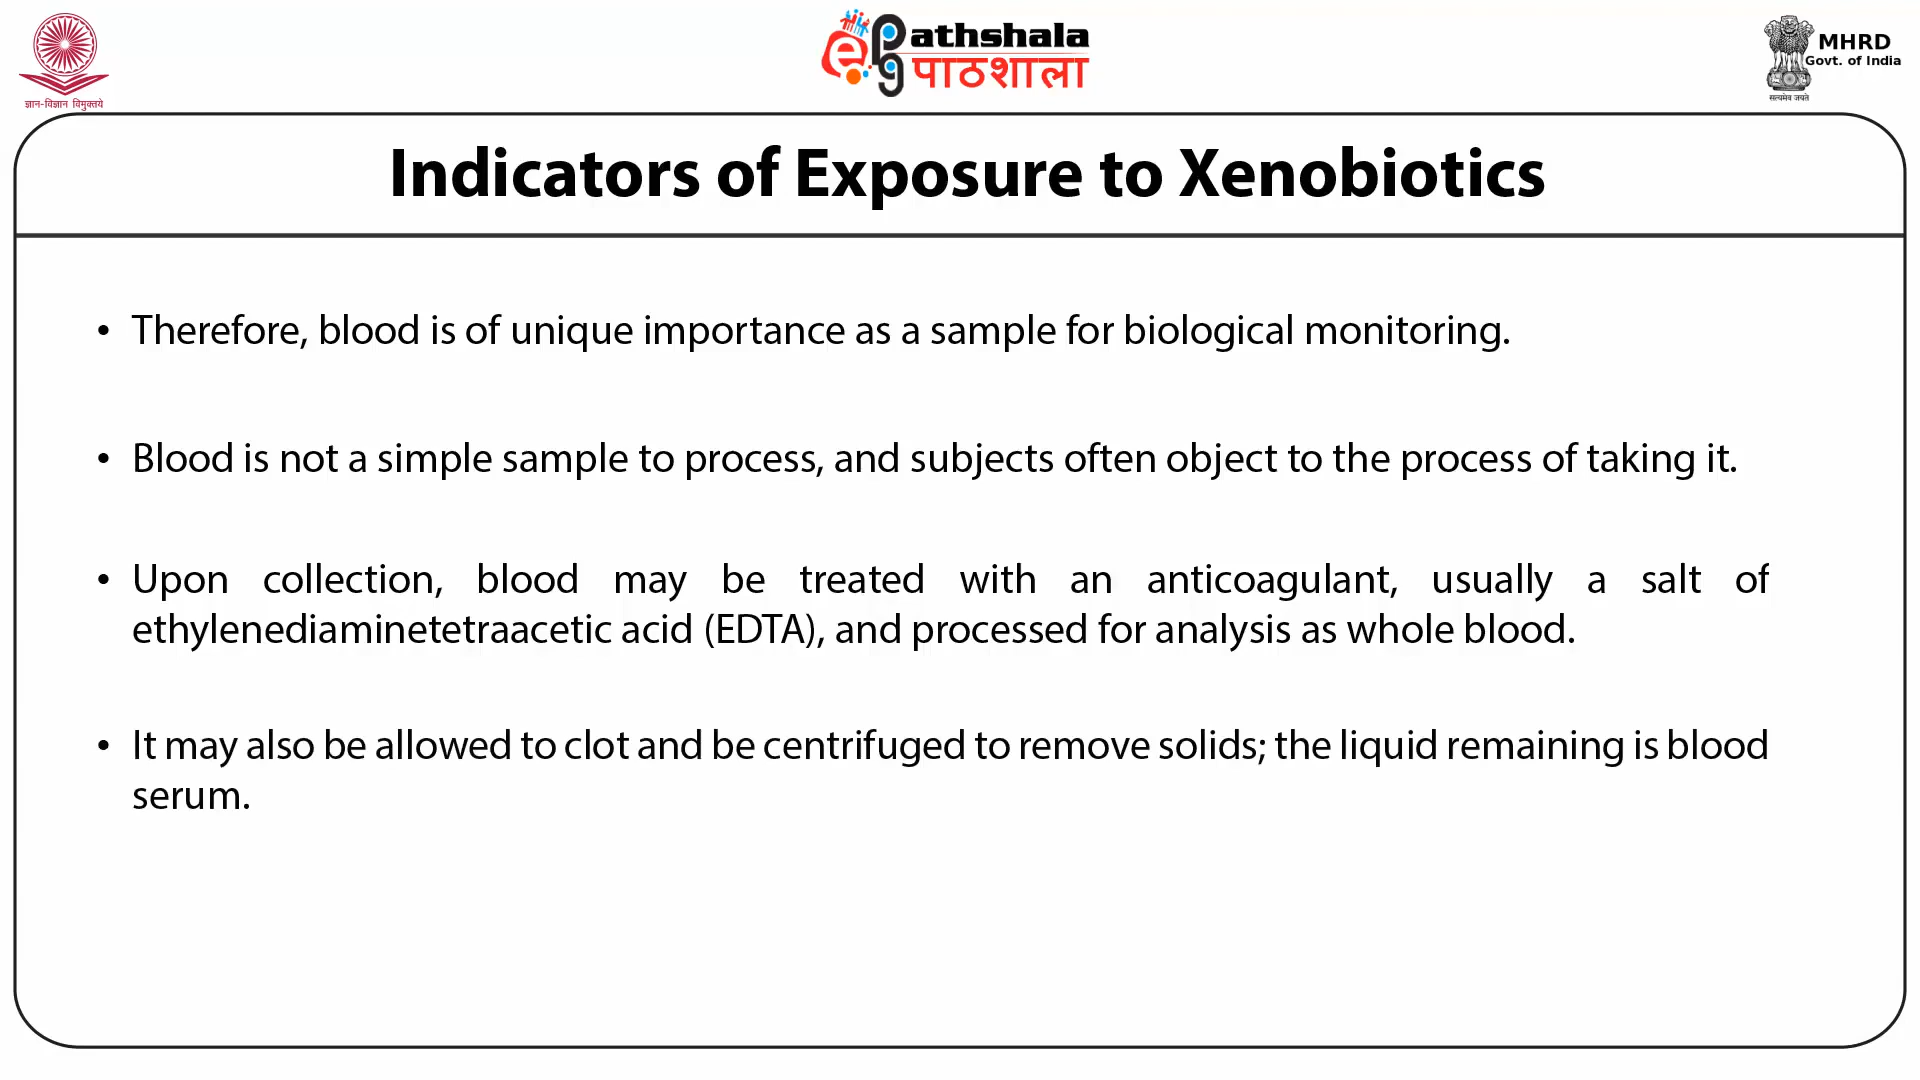 ज्ञान-विज्ञान विमुक्तये
ePathshala
पाठशाला
MHRD
Govt. of India
सत्यमेव जयते
Indicators of Exposure to Xenobiotics
• Therefore, blood is of unique importance as a sample for biological monitoring.
• Blood is not a simple sample to process, and subjects often object to the process of taking it.
• Upon collection, blood may be treated with an anticoagulant, usually a salt of
ethylenediaminetetraacetic acid (EDTA), and processed for analysis as whole blood.
• It may also be allowed to clot and be centrifuged to remove solids; the liquid remaining is blood
serum.